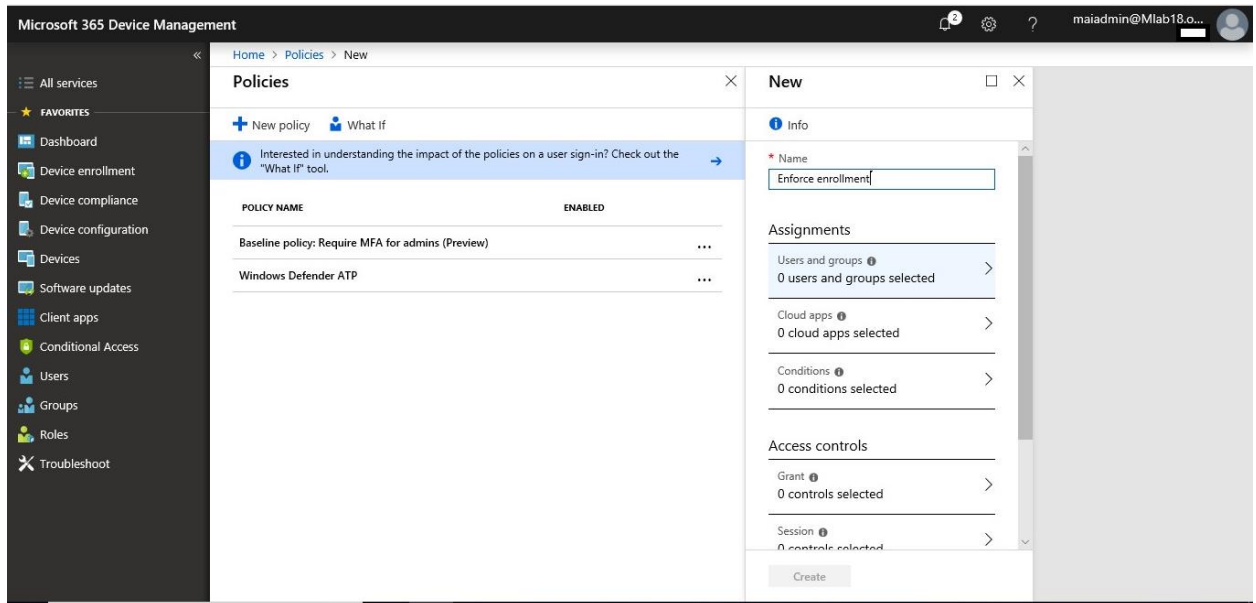 Microsoft 365 Device Management
2
?
maiadmin@Mlab18.o...
«
All services
FAVORITES
Dashboard
Device enrollment
Device compliance
Device configuration
Devices
Software updates
Client apps
Conditional Access
Users
Groups
Roles
Troubleshoot
Home > Policies > New
Policies
New policy
What If
Interested in understanding the impact of the policies on a user sign-in? Check out the
"What If" tool.
POLICY NAME ENABLED
Baseline policy: Require MFA for admins (Preview) ...
Windows Defender ATP ...
New
Info
* Name
Enforce enrollment
Assignments
Users and groups
0 users and groups selected
Cloud apps
0 cloud apps selected
Conditions
0 conditions selected
Access controls
Grant
0 controls selected
Session
0 controls selected
Create